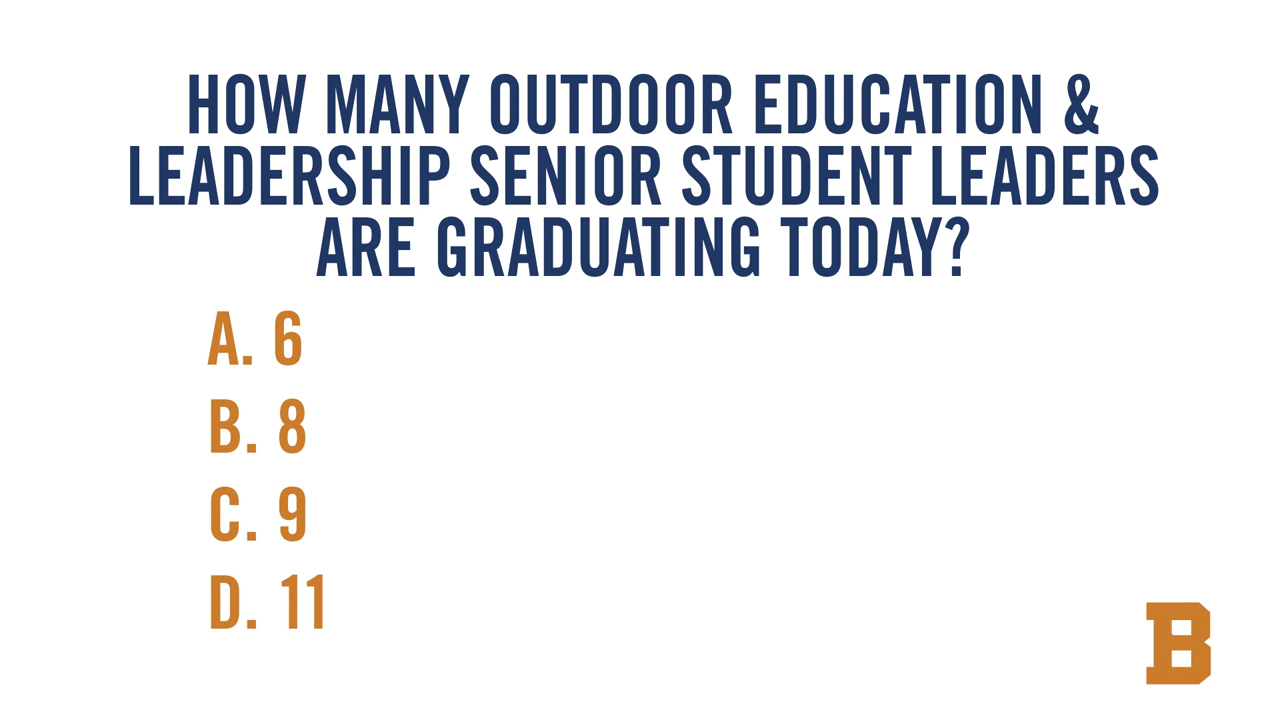 HOW MANY OUTDOOR EDUCATION &
LEADERSHIP SENIOR STUDENT LEADERS
ARE GRADUATING TODAY?
A. 6
B. 8
C. 9
D. 11
B